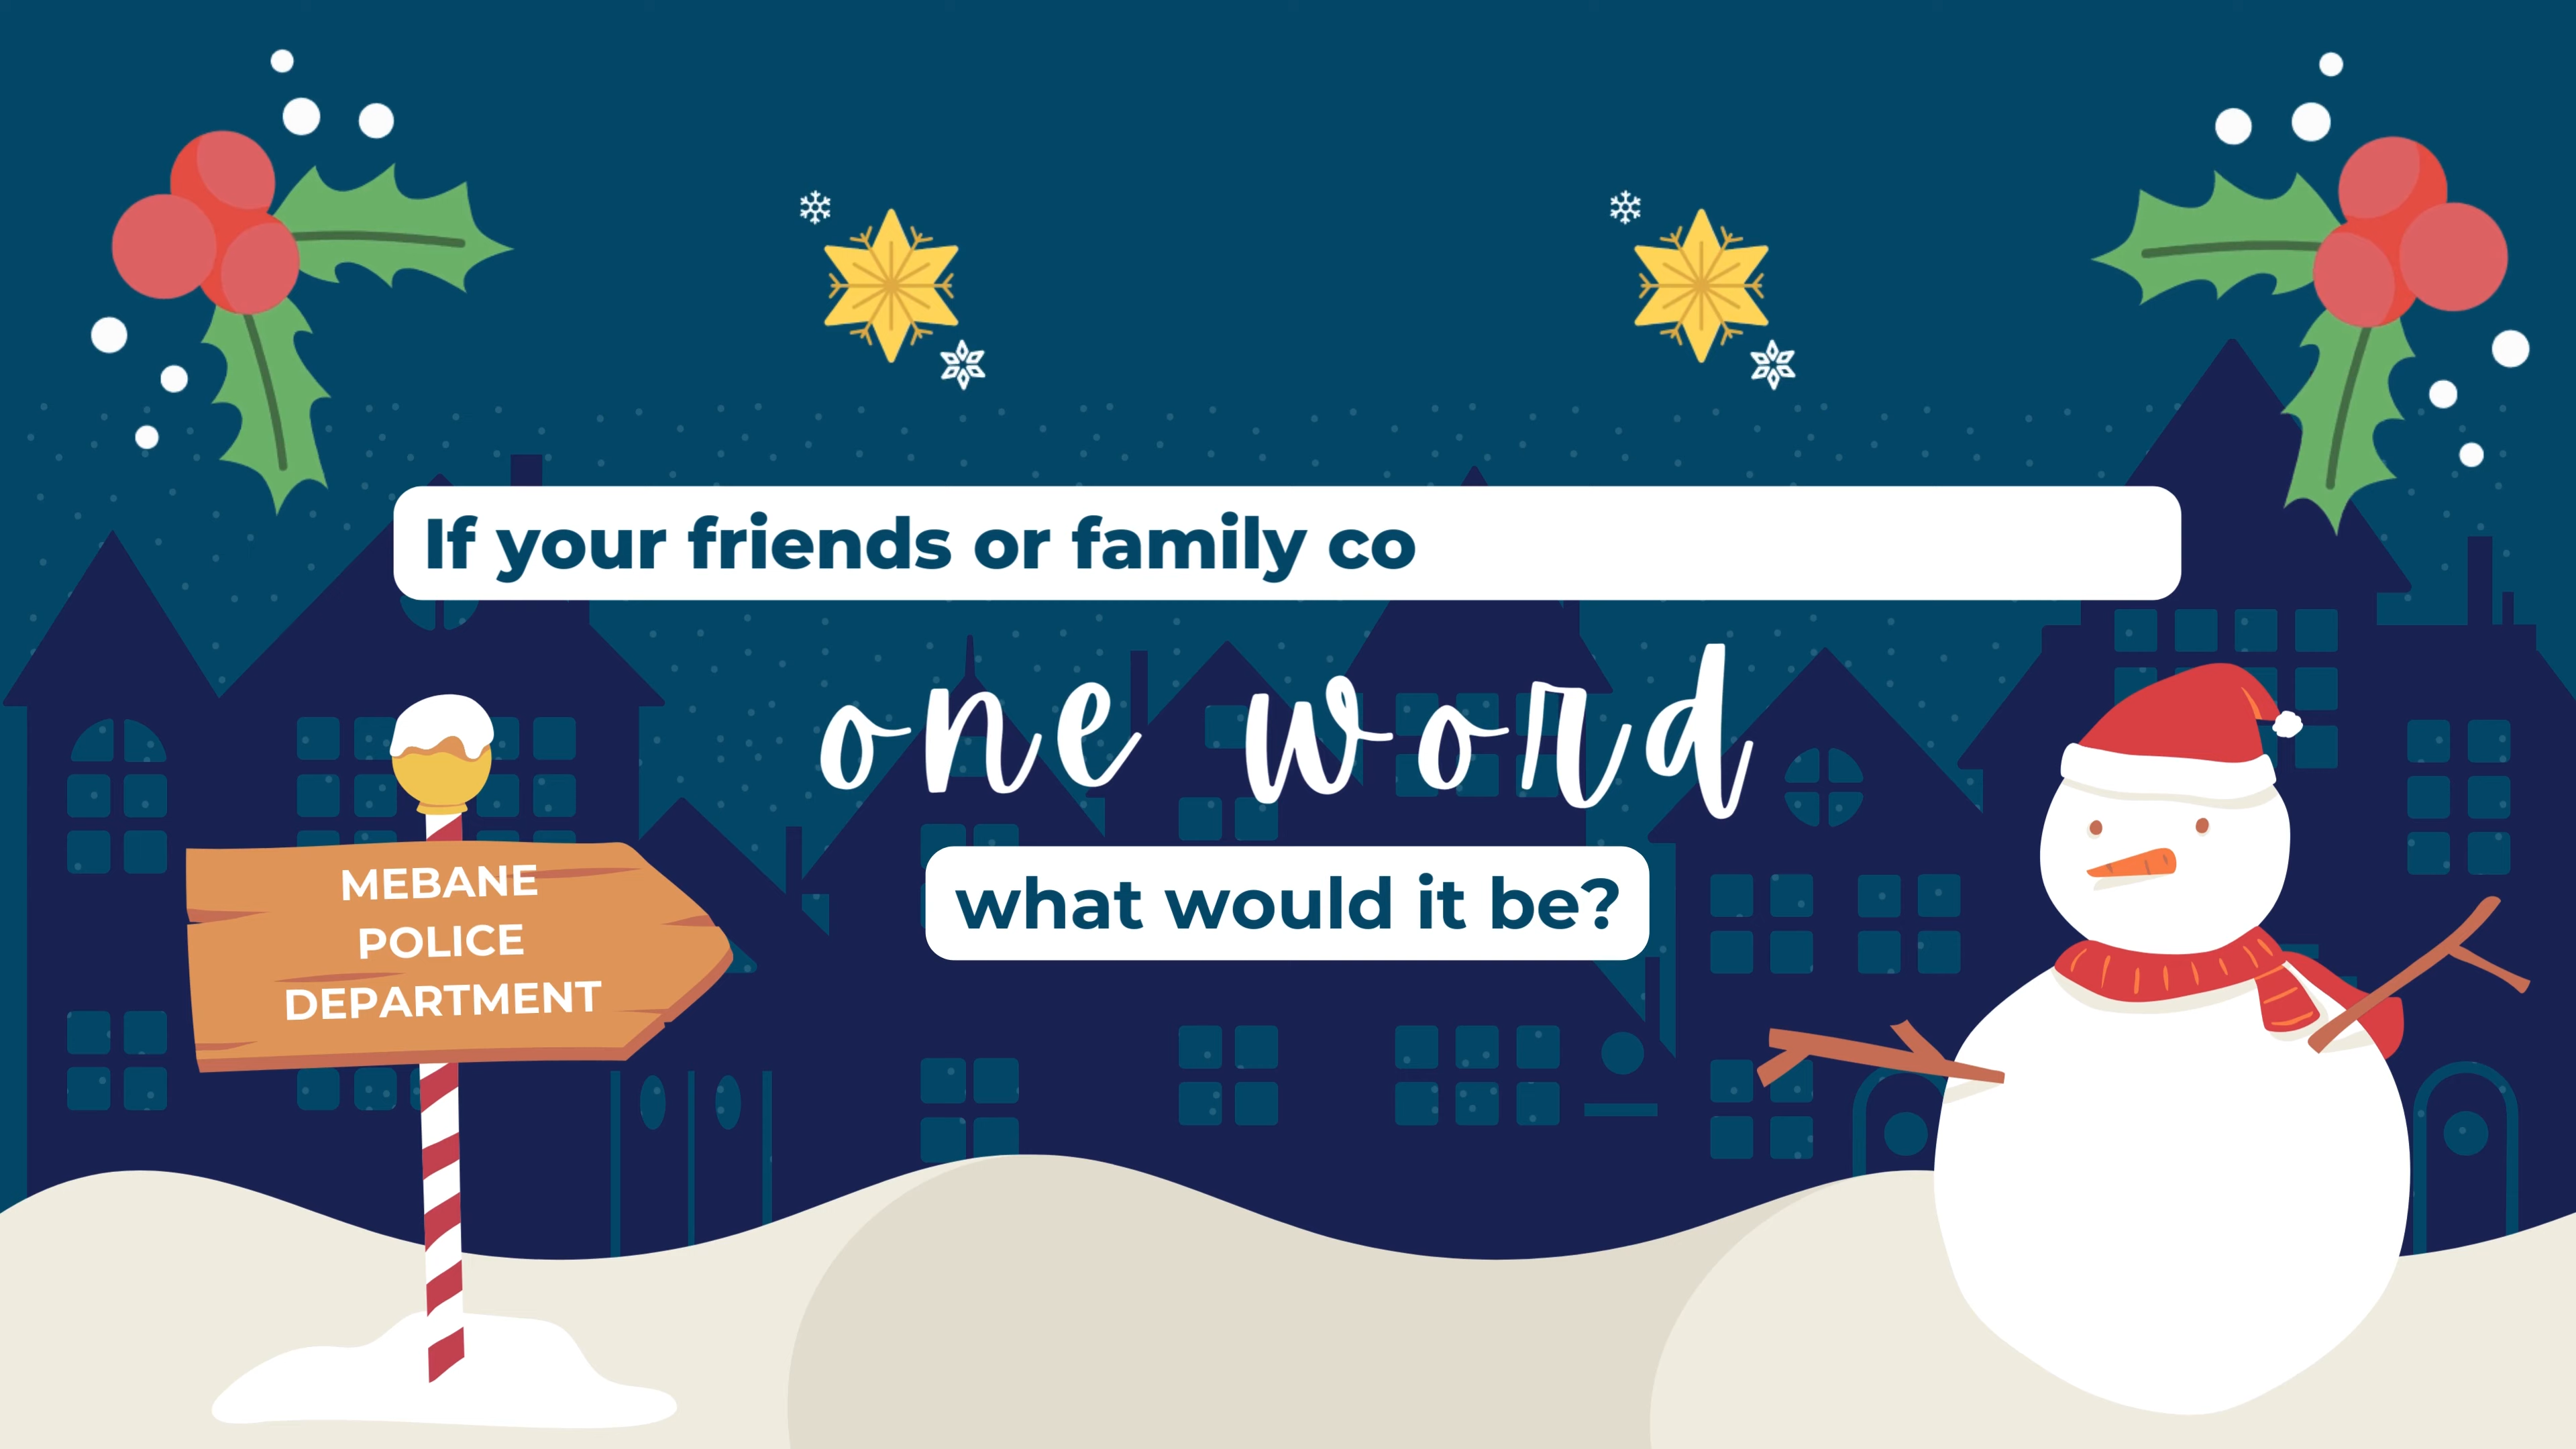 If your friends or family co
one word
what would it be?
MEBANE
POLICE
DEPARTMENT